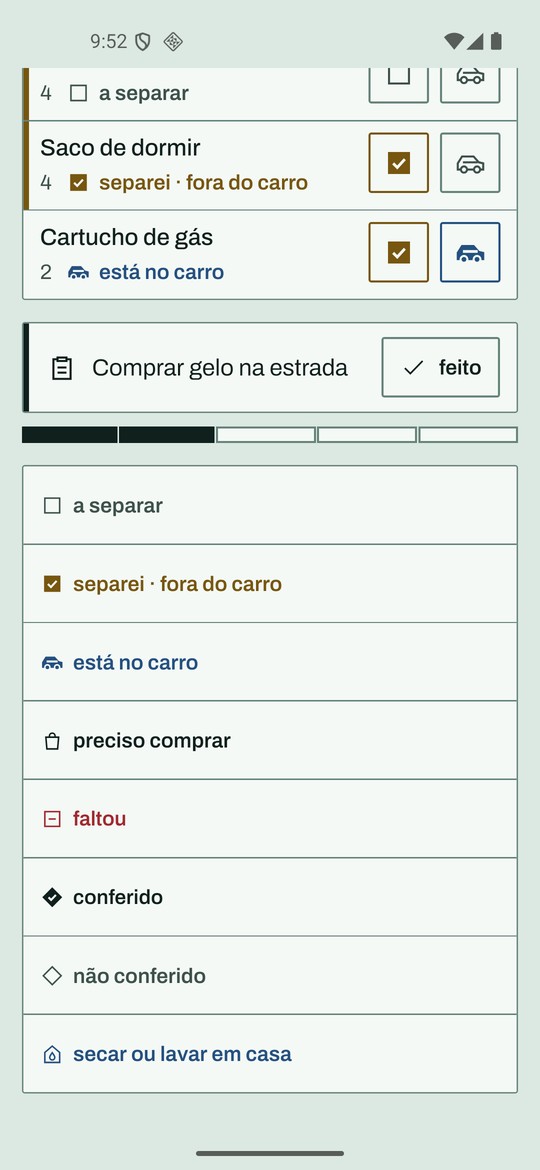 9:52
4 a separar
Saco de dormir
4 separei · fora do carro
Cartucho de gás
2 está no carro
Comprar gelo na estrada
feito
a separar
separei · fora do carro
está no carro
preciso comprar
faltou
conferido
não conferido
secar ou lavar em casa